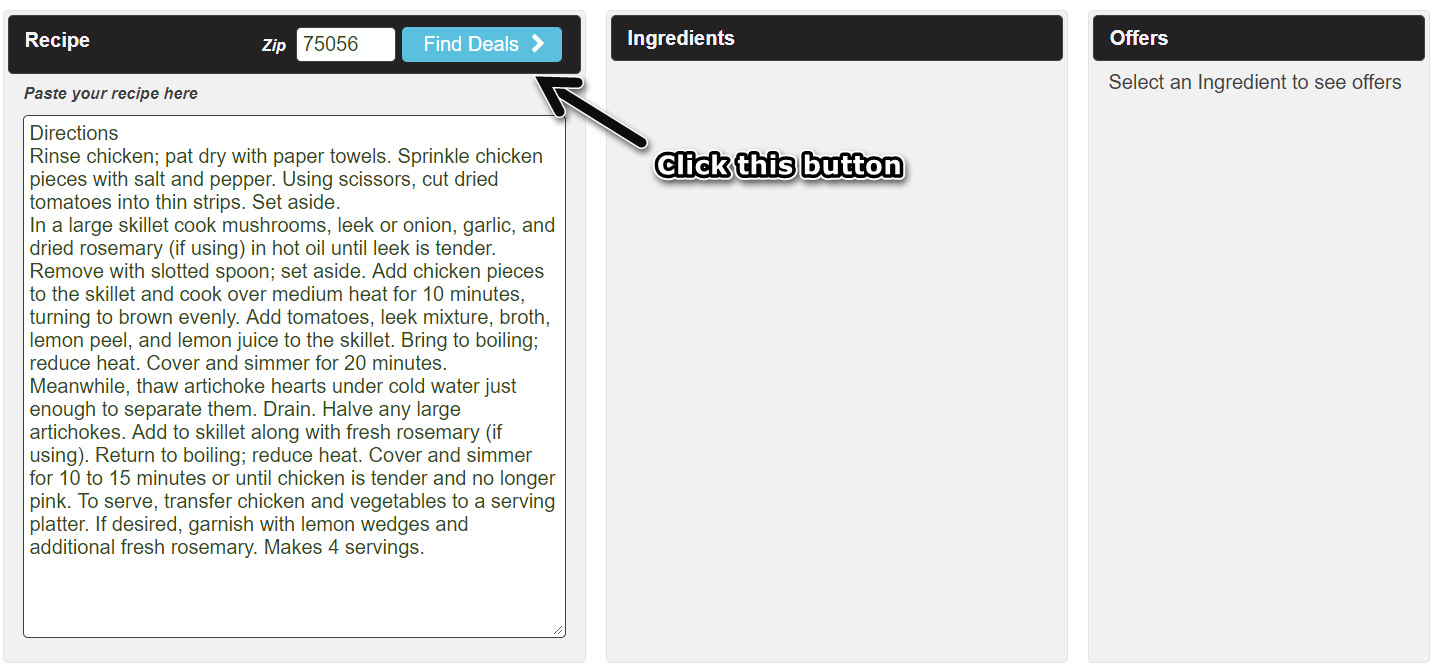 Recipe
Zip
75056
Find Deals
Paste your recipe here
Directions
Rinse chicken; pat dry with paper towels. Sprinkle chicken
pieces with salt and pepper. Using scissors, cut dried
tomatoes into thin strips. Set aside.
In a large skillet cook mushrooms, leek or onion, garlic, and
dried rosemary (if using) in hot oil until leek is tender.
Remove with slotted spoon; set aside. Add chicken pieces
to the skillet and cook over medium heat for 10 minutes,
turning to brown evenly. Add tomatoes, leek mixture, broth,
lemon peel, and lemon juice to the skillet. Bring to boiling;
reduce heat. Cover and simmer for 20 minutes.
Meanwhile, thaw artichoke hearts under cold water just
enough to separate them. Drain. Halve any large
artichokes. Add to skillet along with fresh rosemary (if
using). Return to boiling; reduce heat. Cover and simmer
for 10 to 15 minutes or until chicken is tender and no longer
pink. To serve, transfer chicken and vegetables to a serving
platter. If desired, garnish with lemon wedges and
additional fresh rosemary. Makes 4 servings.
Click this button
Ingredients
Offers
Select an Ingredient to see offers